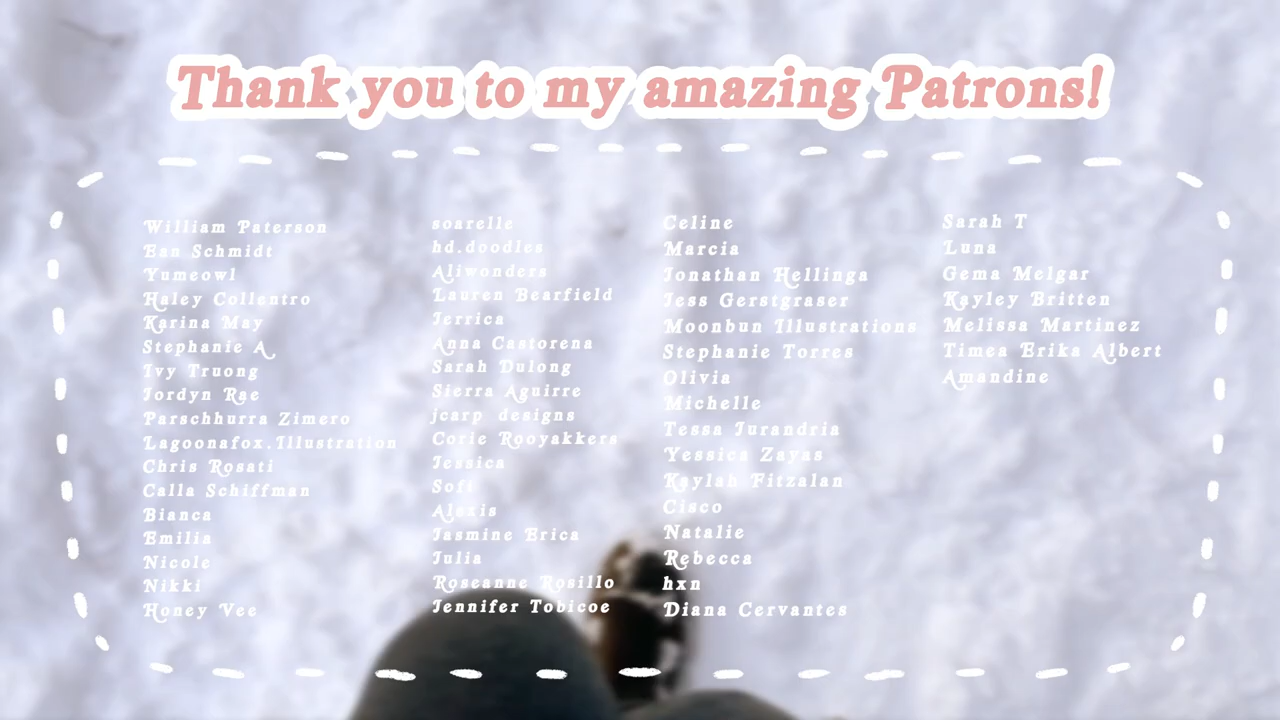 Thank you to my amazing Patrons!
William Paterson
Ean Schmidt
Yumeowl
Haley Collentro
Karina May
Stephanie A.
Ivy Truong
Jordyn Rae
Parschhurra Zimero
Lagoonafox.Illustration
Chris Rosati
Calla Schiffman
Bianca
Emilia
Nicole
Nikki
Honey Vee
soarelle
hd.doodles
Aliwonders
Lauren Bearfield
Jerrica
Anna Castorena
Sarah Dulong
Sierra Aguirre
jcarp designs
Corie Rooyakkers
Jessica
Sofi
Alexis
Jasmine Erica
Julia
Roseanne Rosillo
Jennifer Tobicoe
Celine
Marcia
Jonathan Hellinga
Jess Gerstgraser
Moonbun Illustrations
Stephanie Torres
Olivia
Michelle
Tessa Jurandria
Yessica Zayas
Kaylah Fitzalan
Cisco
Natalie
Rebecca
hxn
Diana Cervantes
Sarah T
Luna
Gema Melgar
Kayley Britten
Melissa Martinez
Timea Erika Albert
Amandine